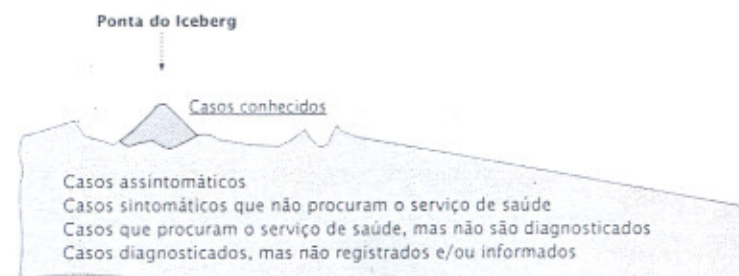 Ponta do Iceberg
Casos conhecidos
Casos assintomáticos
Casos sintomáticos que não procuram o serviço de saúde
Casos que procuram o serviço de saúde, mas não são diagnosticados
Casos diagnosticados, mas não registrados e/ou informados